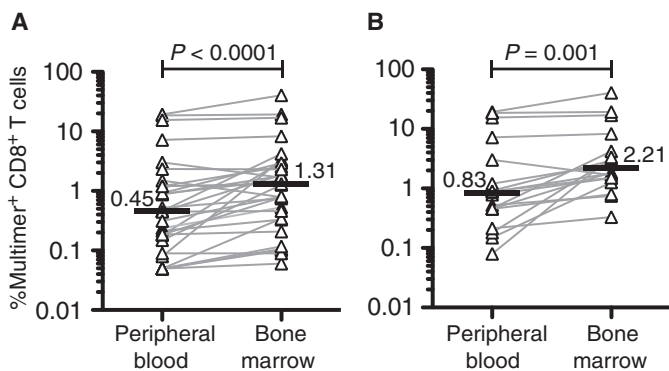 A
P < 0.0001
%Multimer⁺ CD8⁺ T cells
100
10
1
0.1
0.01
0.45
1.31
Peripheral
blood
Bone
marrow
B
P = 0.001
100
10
1
0.1
0.01
0.83
2.21
Peripheral
blood
Bone
marrow